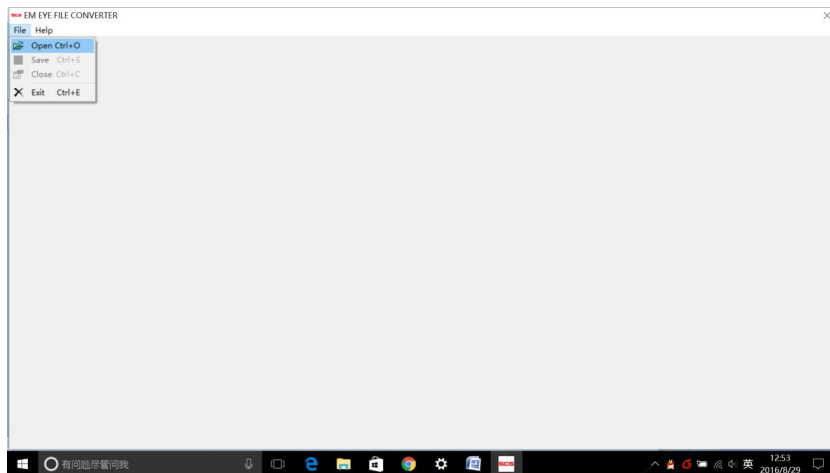 EM EYE FILE CONVERTER
File Help
Open Ctrl+O
Save Ctrl+S
Close Ctrl+C
Exit Ctrl+E
有问题尽管问我
SCB
英
12:53
2016/8/29